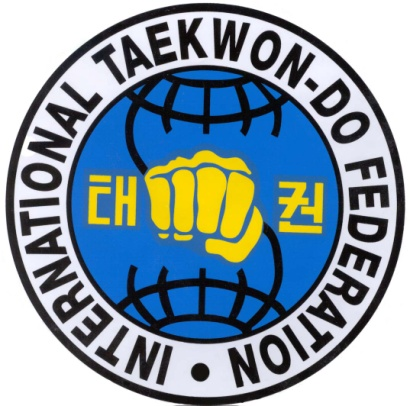 INTERNATIONAL TAEKWON-DO FEDERATION •
태 권